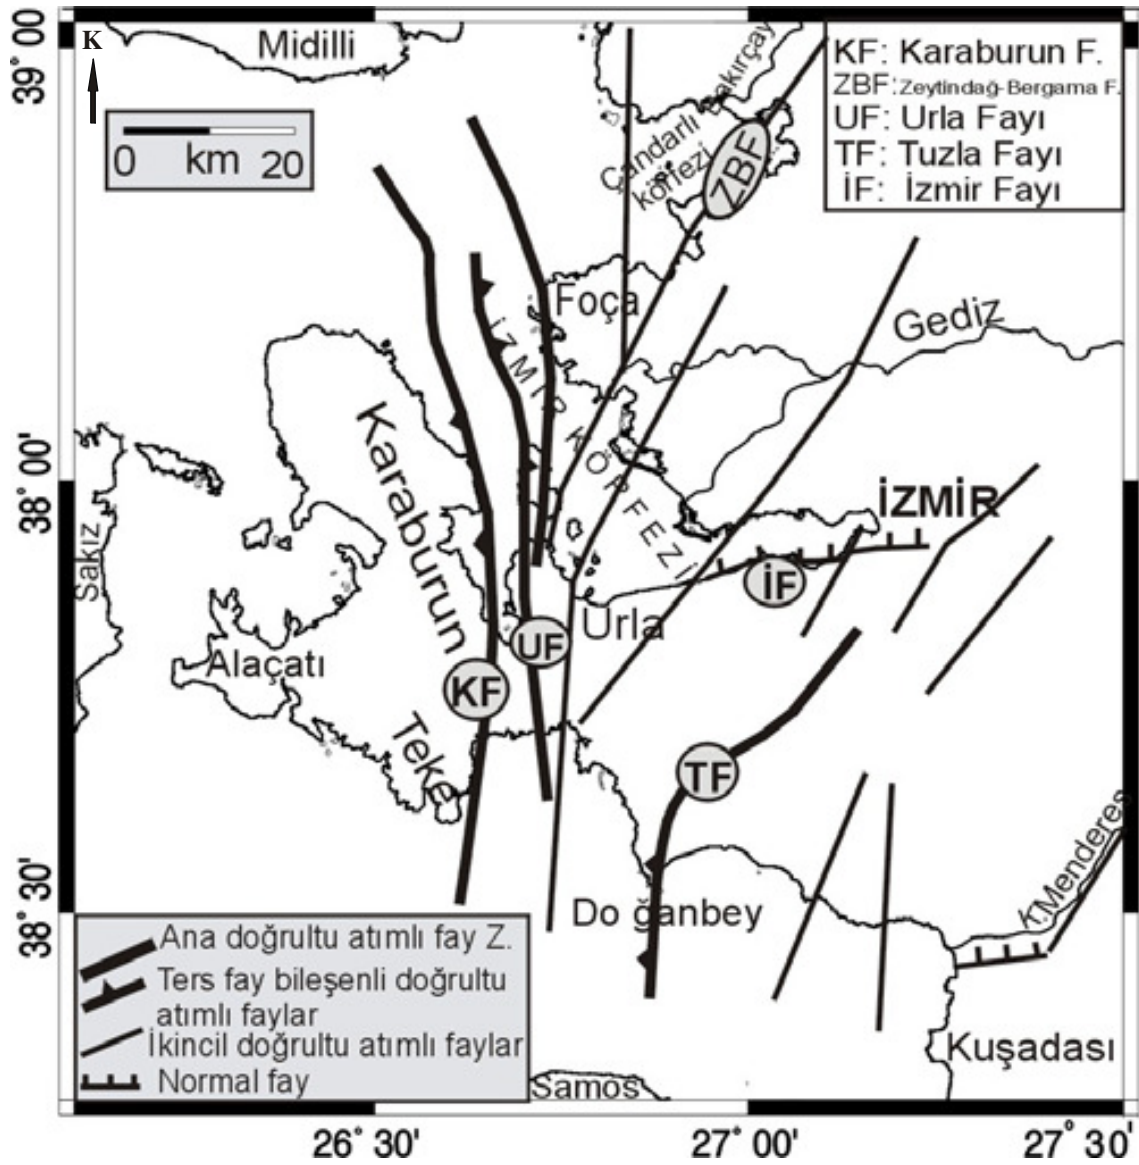 K
Midilli
0 km 20
Bakırçay
Çandarlı
körfezi
ZBF
KF: Karaburun F.
ZBF: Zeytindağ-Bergama F.
UF: Urla Fayı
TF: Tuzla Fayı
İF: İzmir Fayı
39° 00'
Foça
Gediz
İZMİR KÖRFEZİ
Karaburun
38° 00'
İZMİR
Sakız
İF
Urla
UF
Alaçatı
KF
Teke
TF
K.Menderes
38° 30'
Do ğanbey
Ana doğrultu atımlı fay Z.
Ters fay bileşenli doğrultu
atımlı faylar
İkincil doğrultu atımlı faylar
Normal fay
Kuşadası
Samos
26° 30'
27° 00'
27° 30'